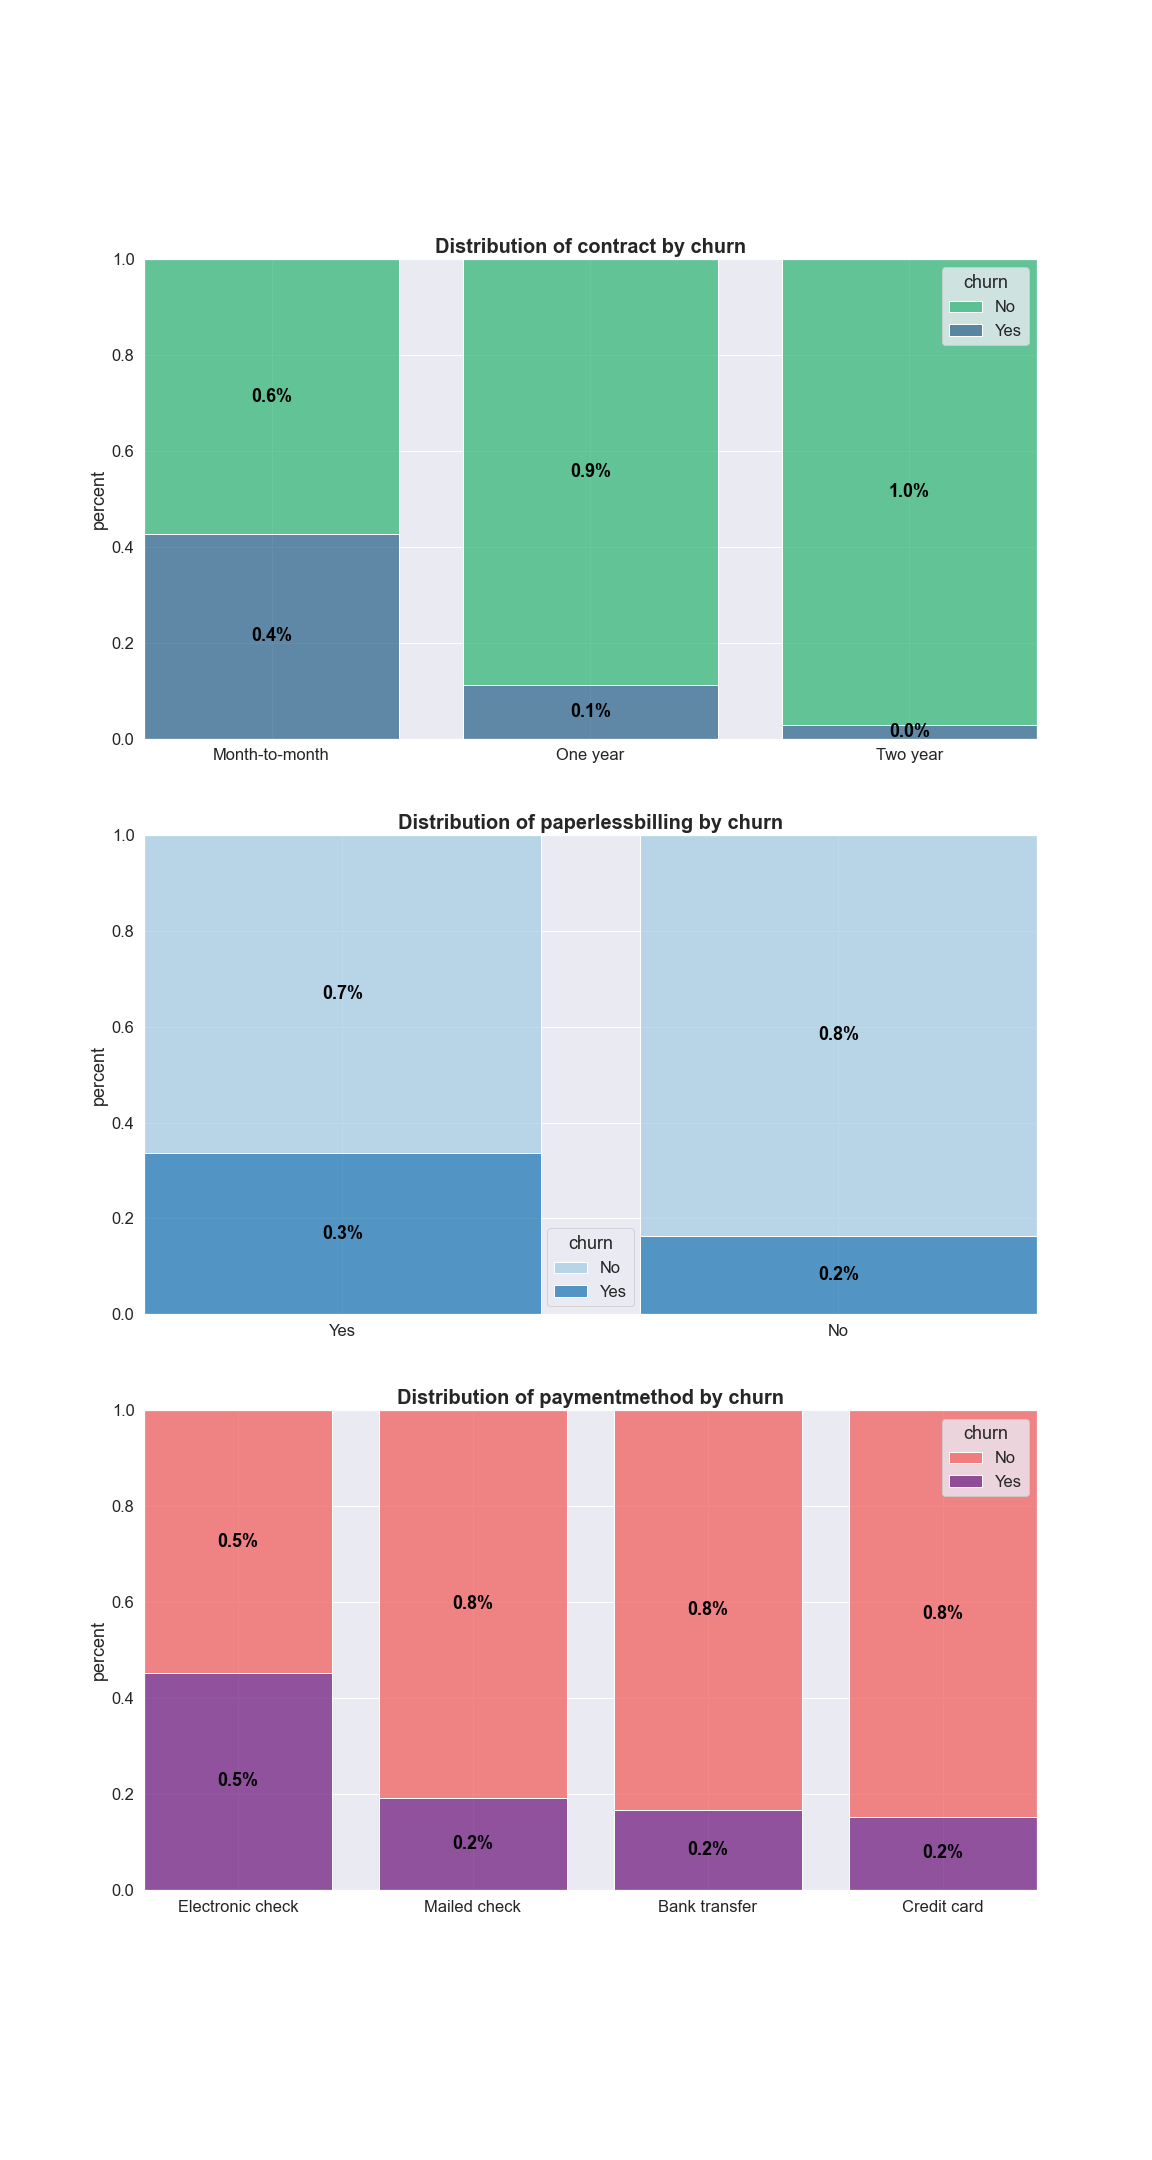 Distribution of contract by churn
1.0
churn
No
Yes
0.8
0.6%
0.6
0.9%
1.0%
percent
0.4
0.4%
0.2
0.1%
0.0%
0.0
Month-to-month One year Two year
Distribution of paperlessbilling by churn
1.0
0.8
0.7%
0.8%
0.6
percent
0.4
0.3%
0.2
churn
No
Yes
0.2%
0.0
Yes No
Distribution of paymentmethod by churn
1.0
churn
No
Yes
0.8
0.5%
0.8% 0.8% 0.8%
0.6
percent
0.4
0.5%
0.2
0.2% 0.2% 0.2%
0.0
Electronic check Mailed check Bank transfer Credit card